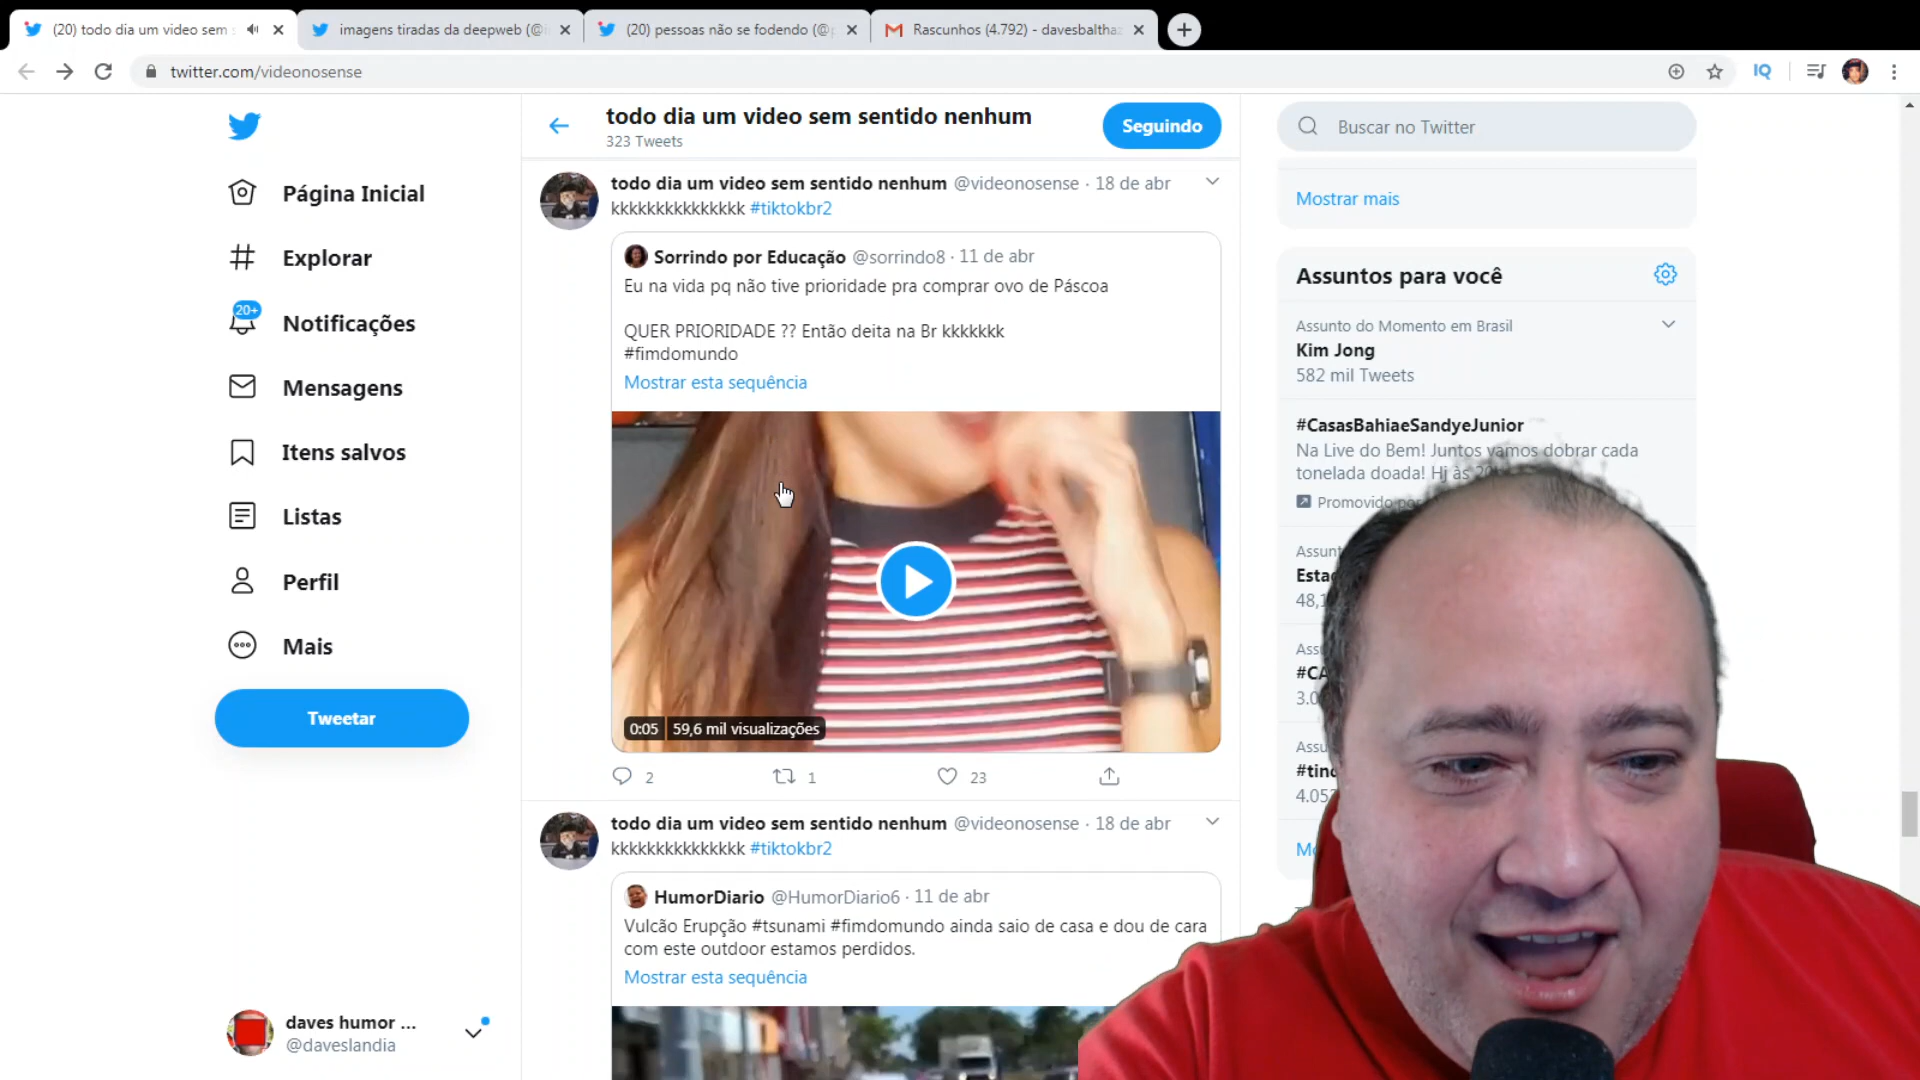 (20) todo dia um video sem
imagens tiradas da deepweb (@i
(20) pessoas não se fodendo (@p
Rascunhos (4.792) - davesbaltha
twitter.com/videonosense
IQ
Página Inicial
Explorar
20+
Notificações
Mensagens
Itens salvos
Listas
Perfil
Mais
Tweetar
daves humor ...
@daveslandia
todo dia um video sem sentido nenhum
323 Tweets
Seguindo
todo dia um video sem sentido nenhum @videonosense · 18 de abr
kkkkkkkkkkkkkkk #tiktokbr2
Sorrindo por Educação @sorrindo8 · 11 de abr
Eu na vida pq não tive prioridade pra comprar ovo de Páscoa
QUER PRIORIDADE ?? Então deita na Br kkkkkkk
#fimdomundo
Mostrar esta sequência
0:05 59,6 mil visualizações
2 1 23
todo dia um video sem sentido nenhum @videonosense · 18 de abr
kkkkkkkkkkkkkkk #tiktokbr2
HumorDiario @HumorDiario6 · 11 de abr
Vulcão Erupção #tsunami #fimdomundo ainda saio de casa e dou de cara
com este outdoor estamos perdidos.
Mostrar esta sequência
Buscar no Twitter
Mostrar mais
Assuntos para você
Assunto do Momento em Brasil
Kim Jong
582 mil Tweets
#CasasBahiaeSandyeJunior
Na Live do Bem! Juntos vamos dobrar cada
tonelada doada! Hj às
Promovido por